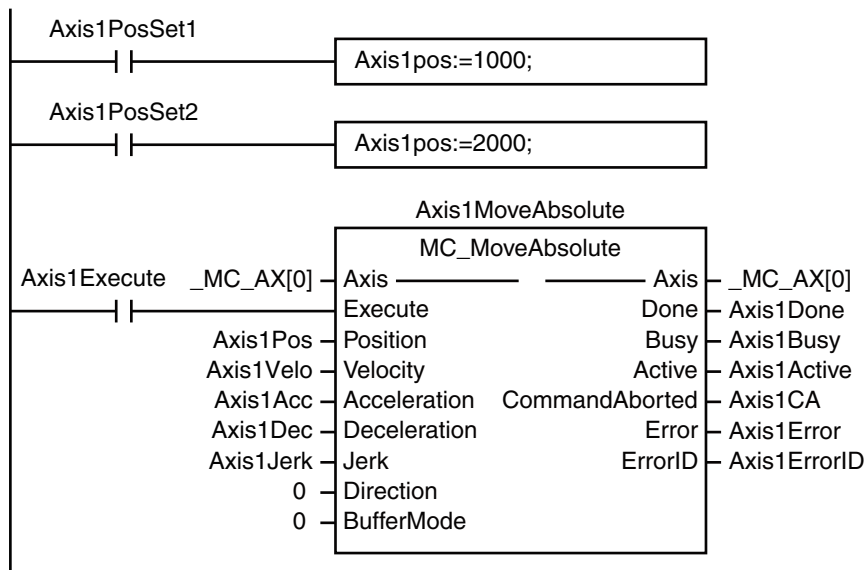 Axis1PosSet1
Axis1pos:=1000;
Axis1PosSet2
Axis1pos:=2000;
Axis1MoveAbsolute
MC_MoveAbsolute
Axis1Execute _MC_AX[0] Axis Axis _MC_AX[0]
Execute Done Axis1Done
Axis1Pos Position Busy Axis1Busy
Axis1Velo Velocity Active Axis1Active
Axis1Acc Acceleration CommandAborted Axis1CA
Axis1Dec Deceleration Error Axis1Error
Axis1Jerk Jerk ErrorID Axis1ErrorID
0 Direction
0 BufferMode